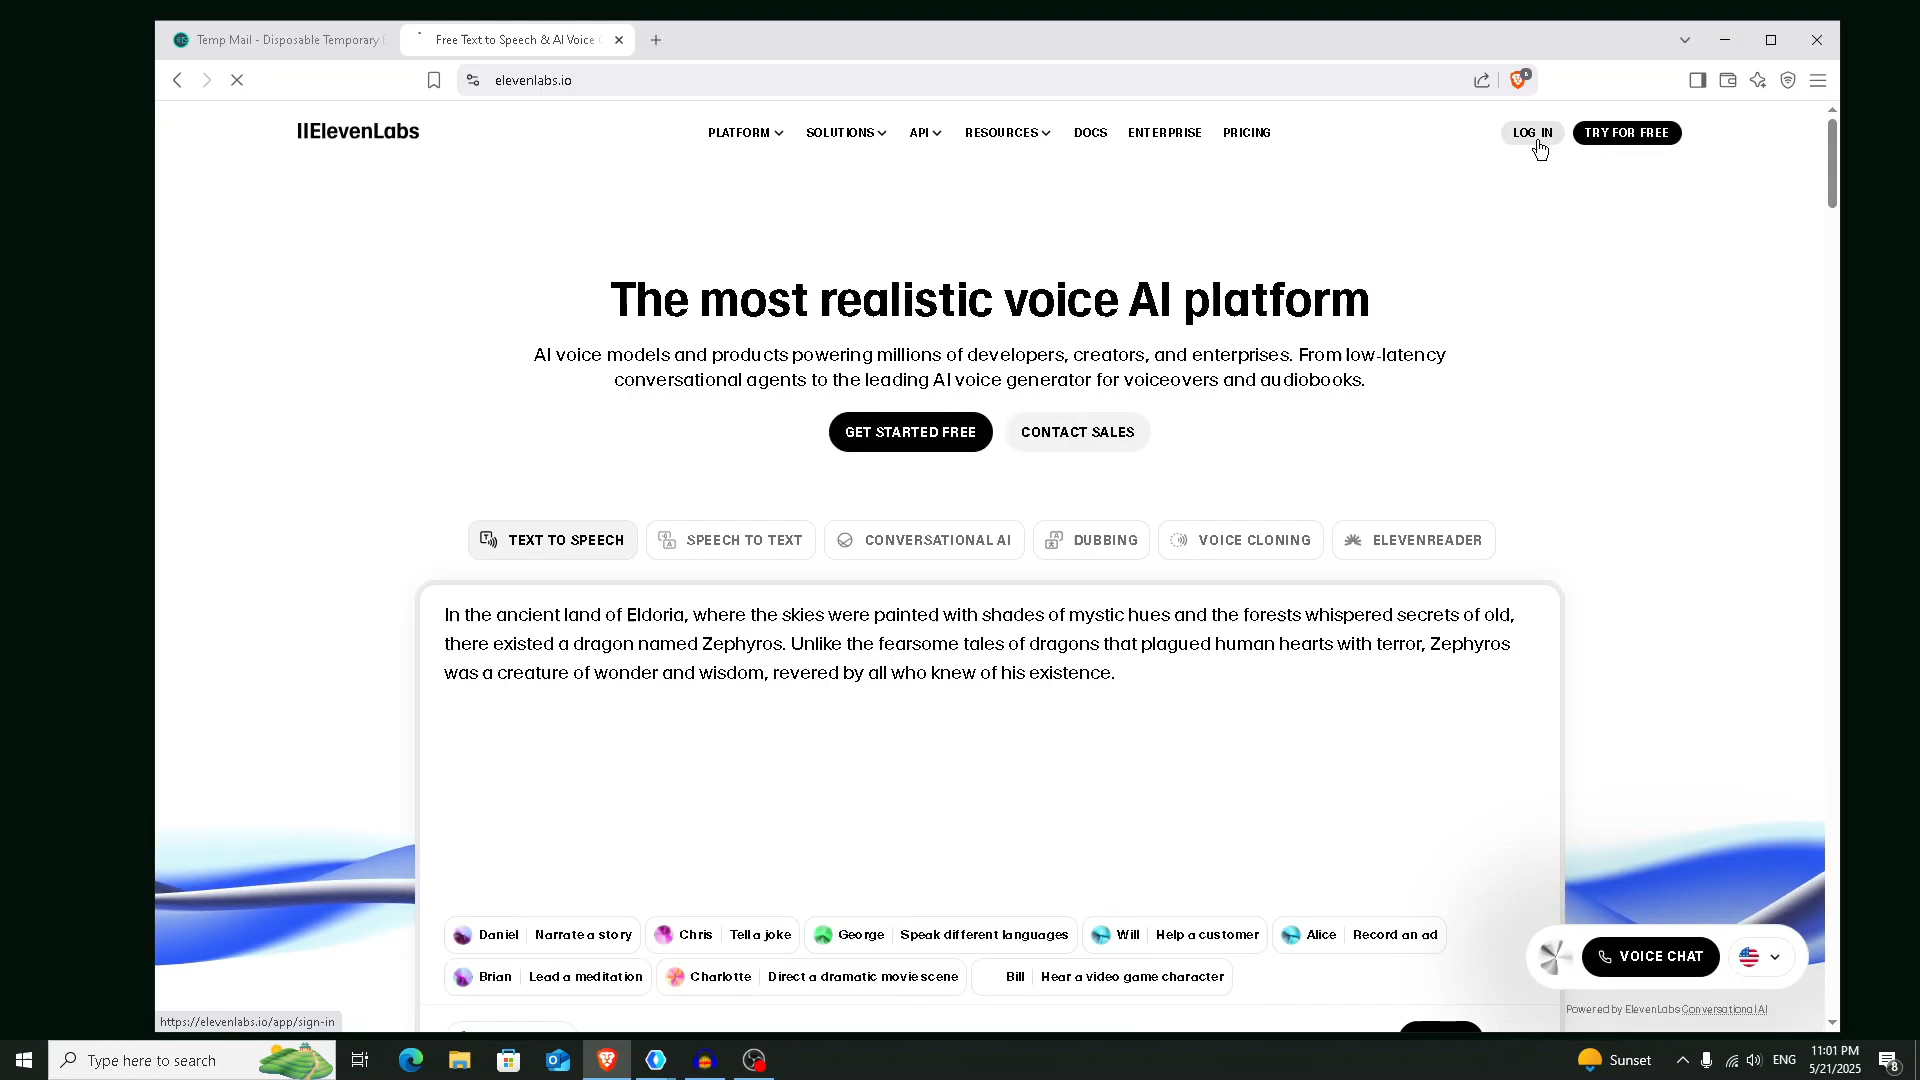 Temp Mail - Disposable Temporary E
Free Text to Speech & AI Voice
elevenlabs.io
IIElevenLabs
PLATFORM
SOLUTIONS
API
RESOURCES
DOCS
ENTERPRISE
PRICING
LOG IN
TRY FOR FREE
The most realistic voice AI platform
AI voice models and products powering millions of developers, creators, and enterprises. From low-latency
conversational agents to the leading AI voice generator for voiceovers and audiobooks.
GET STARTED FREE
CONTACT SALES
TEXT TO SPEECH
SPEECH TO TEXT
CONVERSATIONAL AI
DUBBING
VOICE CLONING
ELEVENREADER
In the ancient land of Eldoria, where the skies were painted with shades of mystic hues and the forests whispered secrets of old,
there existed a dragon named Zephyros. Unlike the fearsome tales of dragons that plagued human hearts with terror, Zephyros
was a creature of wonder and wisdom, revered by all who knew of his existence.
Daniel Narrate a story
Chris Tell a joke
George Speak different languages
Will Help a customer
Alice Record an ad
Brian Lead a meditation
Charlotte Direct a dramatic movie scene
Bill Hear a video game character
VOICE CHAT
Powered by ElevenLabs Conversational AI
https://elevenlabs.io/app/sign-in
Type here to search
Sunset
ENG
11:01 PM
5/21/2025
8